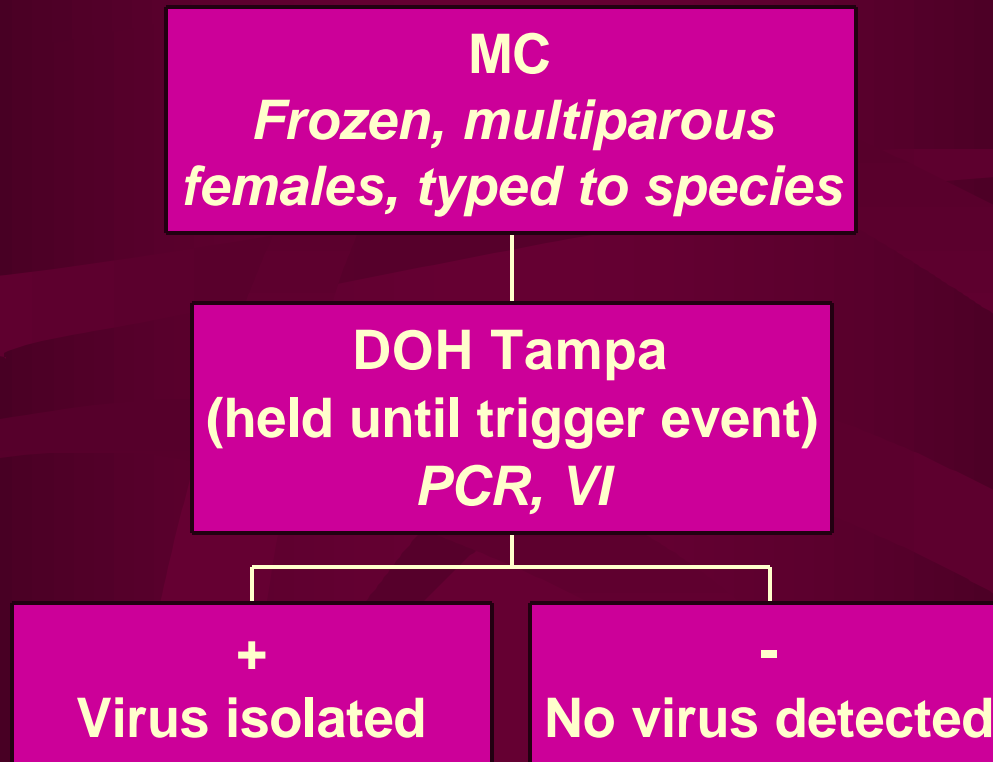 MC
Frozen, multiparous
females, typed to species
DOH Tampa
(held until trigger event)
PCR, VI
+
Virus isolated
-
No virus detected